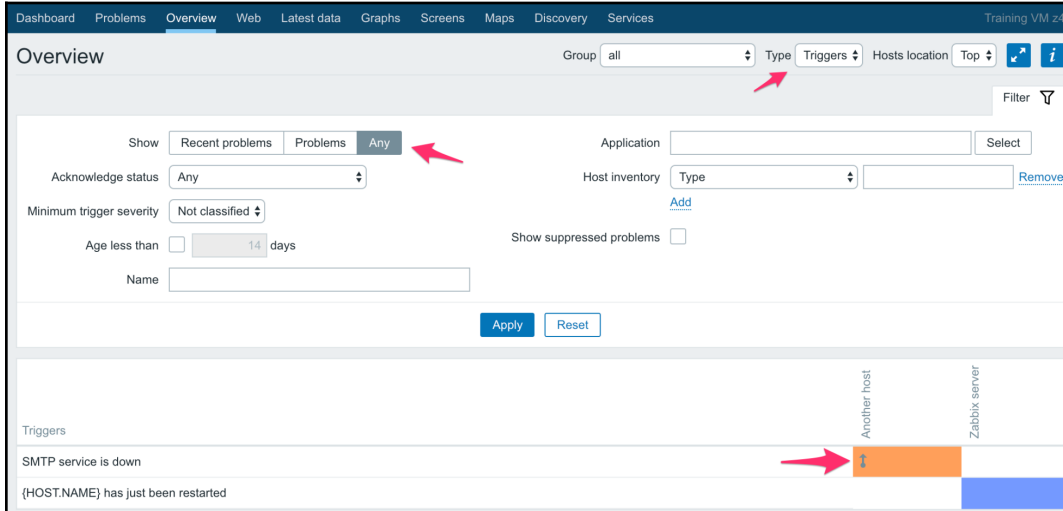 Dashboard Problems Overview Web Latest data Graphs Screens Maps Discovery Services Training VM z4
Overview Group all Type Triggers Hosts location Top i
Filter
Show Recent problems Problems Any Application Select
Acknowledge status Any Host inventory Type Remove
Minimum trigger severity Not classified Add
Age less than 14 days Show suppressed problems
Name
Apply Reset
Triggers Another host Zabbix server
SMTP service is down
{HOST.NAME} has just been restarted